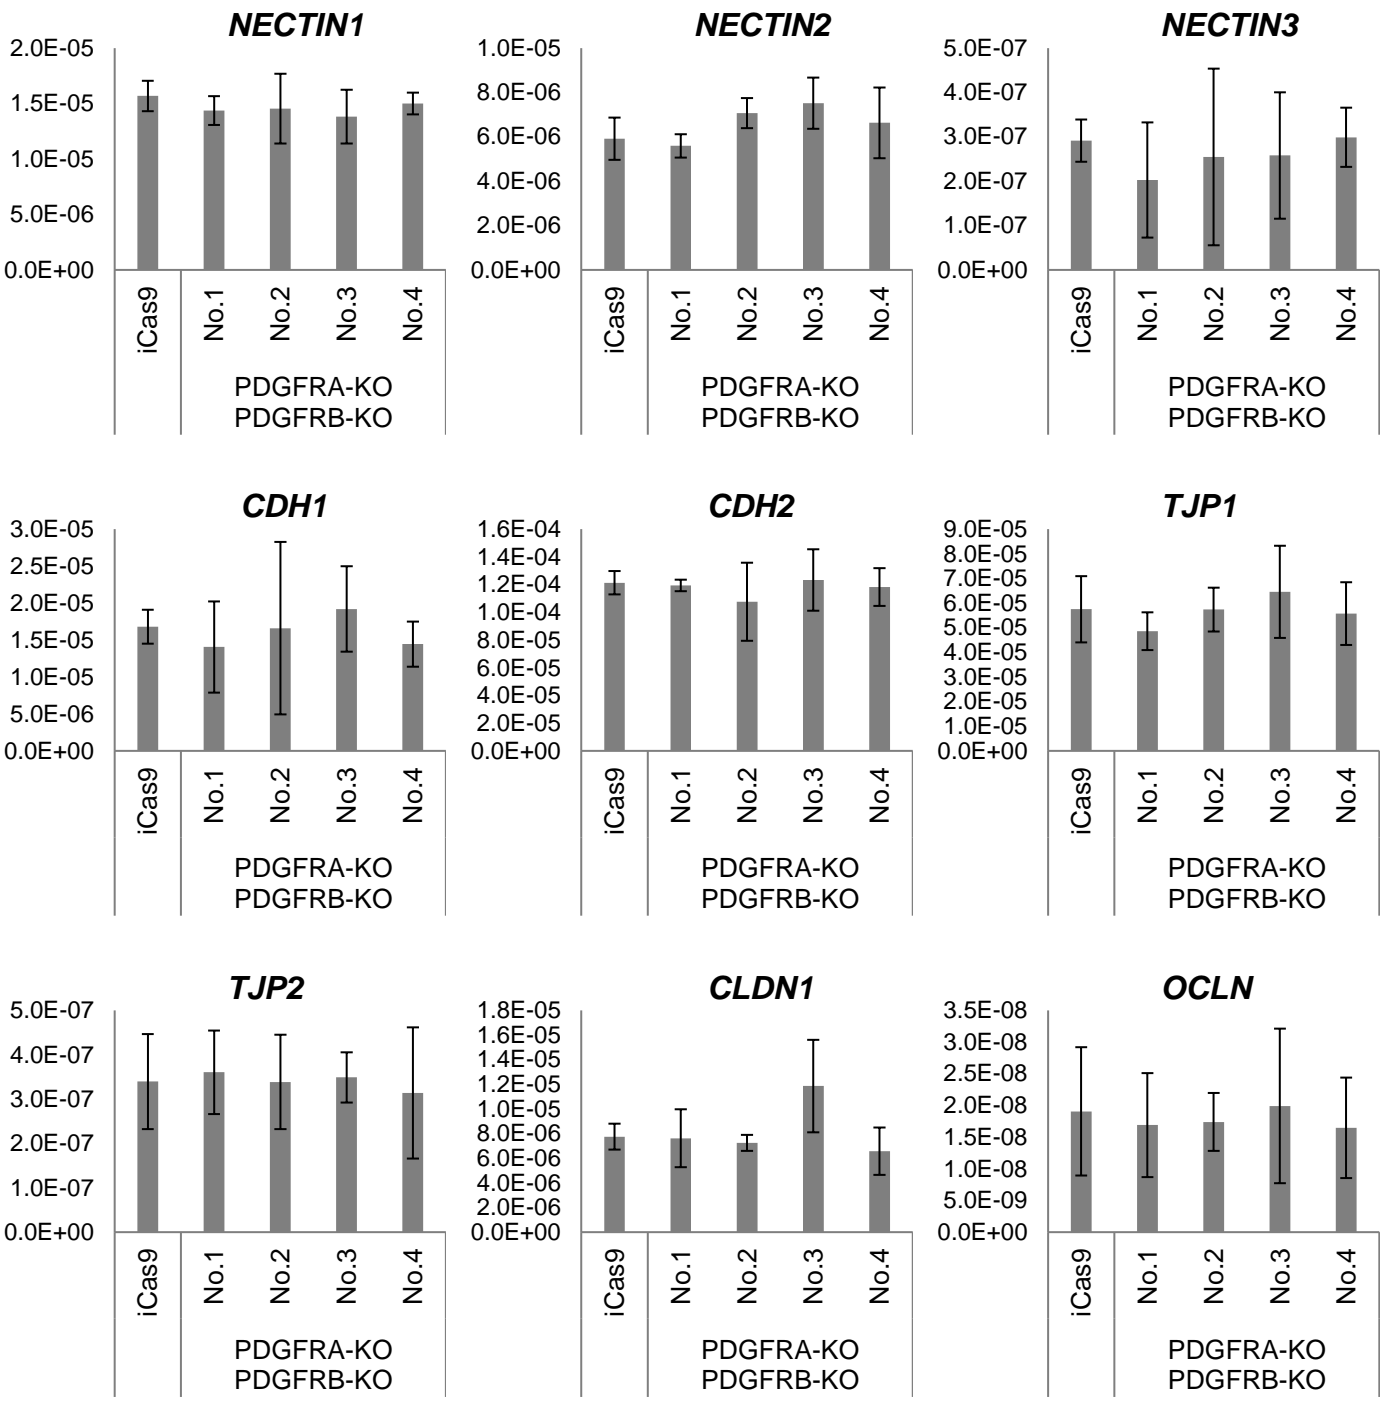 NECTIN1
2.0E-05
1.5E-05
1.0E-05
5.0E-06
0.0E+00
iCas9
No.1
No.2
No.3
No.4
PDGFRA-KO
PDGFRB-KO
NECTIN2
1.0E-05
8.0E-06
6.0E-06
4.0E-06
2.0E-06
0.0E+00
iCas9
No.1
No.2
No.3
No.4
PDGFRA-KO
PDGFRB-KO
NECTIN3
5.0E-07
4.0E-07
3.0E-07
2.0E-07
1.0E-07
0.0E+00
iCas9
No.1
No.2
No.3
No.4
PDGFRA-KO
PDGFRB-KO
CDH1
3.0E-05
2.5E-05
2.0E-05
1.5E-05
1.0E-05
5.0E-06
0.0E+00
iCas9
No.1
No.2
No.3
No.4
PDGFRA-KO
PDGFRB-KO
CDH2
1.6E-04
1.4E-04
1.2E-04
1.0E-04
8.0E-05
6.0E-05
4.0E-05
2.0E-05
0.0E+00
iCas9
No.1
No.2
No.3
No.4
PDGFRA-KO
PDGFRB-KO
TJP1
9.0E-05
8.0E-05
7.0E-05
6.0E-05
5.0E-05
4.0E-05
3.0E-05
2.0E-05
1.0E-05
0.0E+00
iCas9
No.1
No.2
No.3
No.4
PDGFRA-KO
PDGFRB-KO
TJP2
5.0E-07
4.0E-07
3.0E-07
2.0E-07
1.0E-07
0.0E+00
iCas9
No.1
No.2
No.3
No.4
PDGFRA-KO
PDGFRB-KO
CLDN1
1.8E-05
1.6E-05
1.4E-05
1.2E-05
1.0E-05
8.0E-06
6.0E-06
4.0E-06
2.0E-06
0.0E+00
iCas9
No.1
No.2
No.3
No.4
PDGFRA-KO
PDGFRB-KO
OCLN
3.5E-08
3.0E-08
2.5E-08
2.0E-08
1.5E-08
1.0E-08
5.0E-09
0.0E+00
iCas9
No.1
No.2
No.3
No.4
PDGFRA-KO
PDGFRB-KO